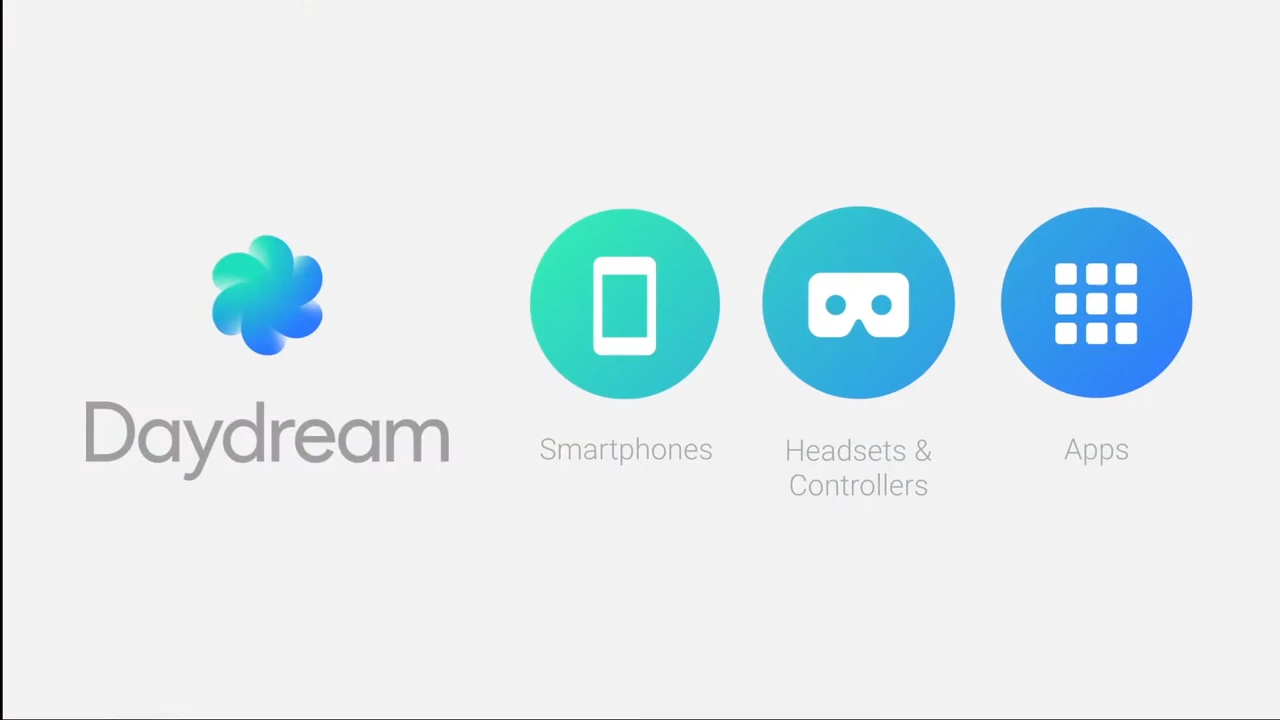 Daydream
Smartphones
Headsets &
Controllers
Apps